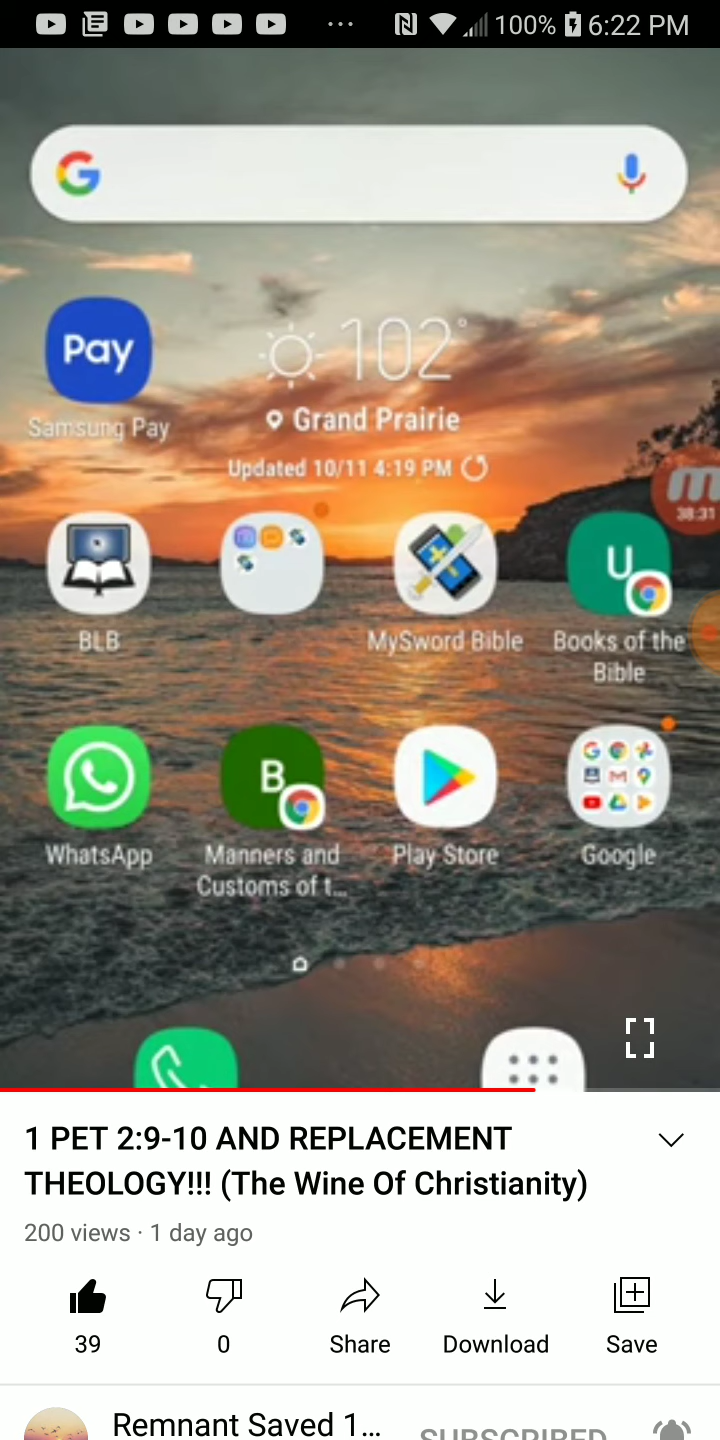 100% 6:22 PM
Pay
Samsung Pay
102°
Grand Prairie
Updated 10/11 4:19 PM
38:31
BLB
MySword Bible
U
Books of the
Bible
WhatsApp
B
Manners and
Customs of t...
Play Store
Google
1 PET 2:9-10 AND REPLACEMENT
THEOLOGY!!! (The Wine Of Christianity)
200 views · 1 day ago
39
0
Share
Download
Save
Remnant Saved 1...
SUBSCRIBED